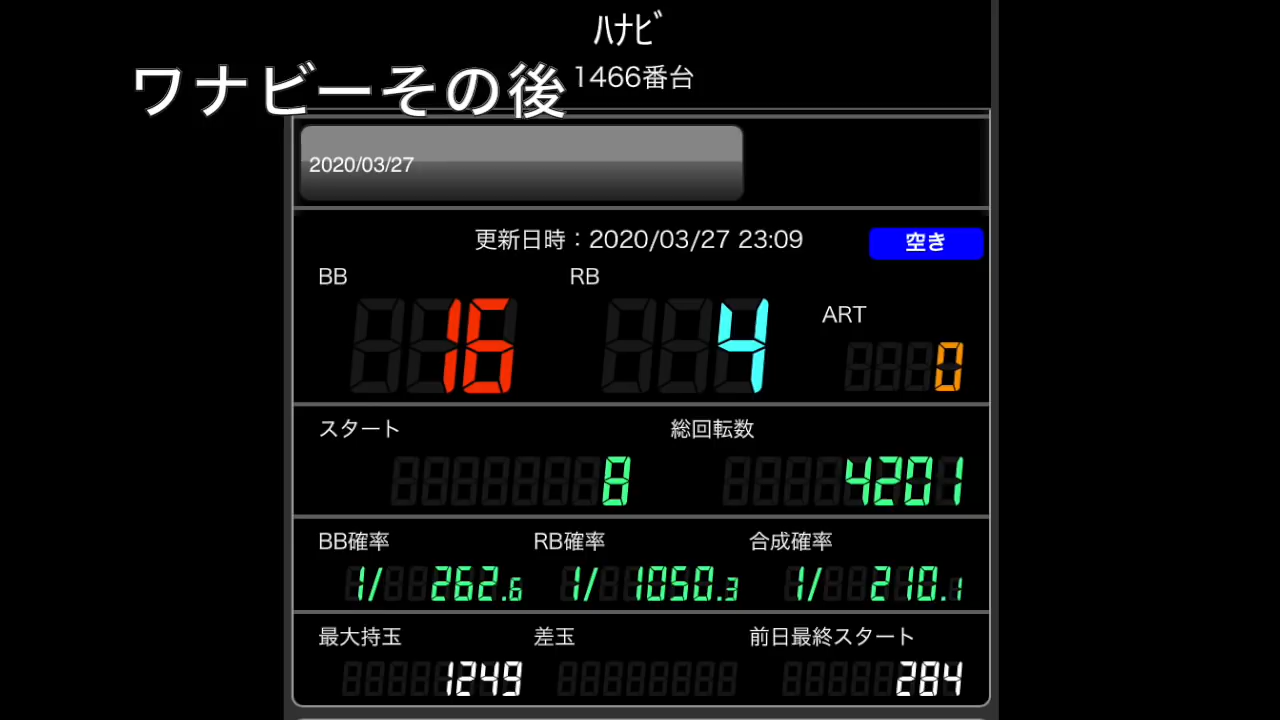 ﾊﾅﾋﾞ
1466番台
ワナビーその後
2020/03/27
更新日時：2020/03/27 23:09
空き
BB
RB
ART
16
4
0
スタート
総回転数
8
4201
BB確率
RB確率
合成確率
1/262.6
1/1050.3
1/210.1
最大持玉
差玉
前日最終スタート
1249
284